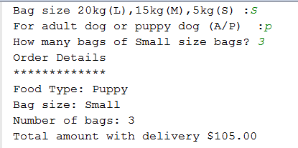 Bag size 20kg(L),15kg(M),5kg(S) :S
For adult dog or puppy dog (A/P)  :p
How many bags of Small size bags? 3
Order Details
*************
Food Type: Puppy
Bag size: Small
Number of bags: 3
Total amount with delivery $105.00